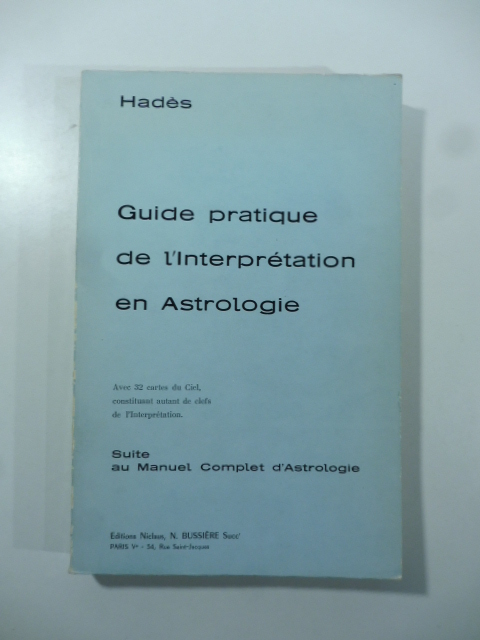 Hadès
Guide pratique
de l'Interprétation
en Astrologie
Avec 32 cartes du Ciel,
constituant autant de clefs
de l'Interprétation.
Suite
au Manuel Complet d'Astrologie
Editions Niclaus, N. BUSSIÈRE Succʳ
PARIS Vᵉ - 34, Rue Saint-Jacques